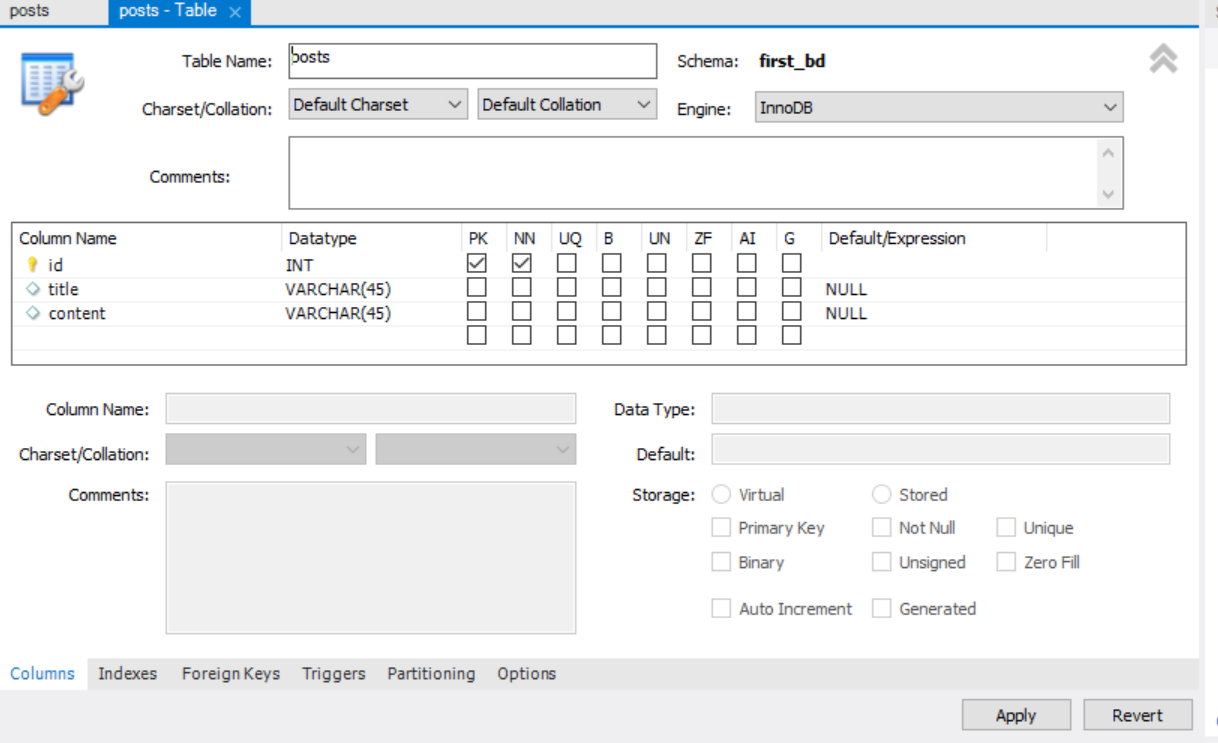 posts posts - Table ×
Table Name: posts Schema: first_bd
Charset/Collation: Default Charset Default Collation Engine: InnoDB
Comments:
Column Name Datatype PK NN UQ B UN ZF AI G Default/Expression
id INT
title VARCHAR(45) NULL
content VARCHAR(45) NULL
Column Name: Data Type:
Charset/Collation: Default:
Comments: Storage: Virtual Stored
Primary Key Not Null Unique
Binary Unsigned Zero Fill
Auto Increment Generated
Columns Indexes Foreign Keys Triggers Partitioning Options
Apply Revert